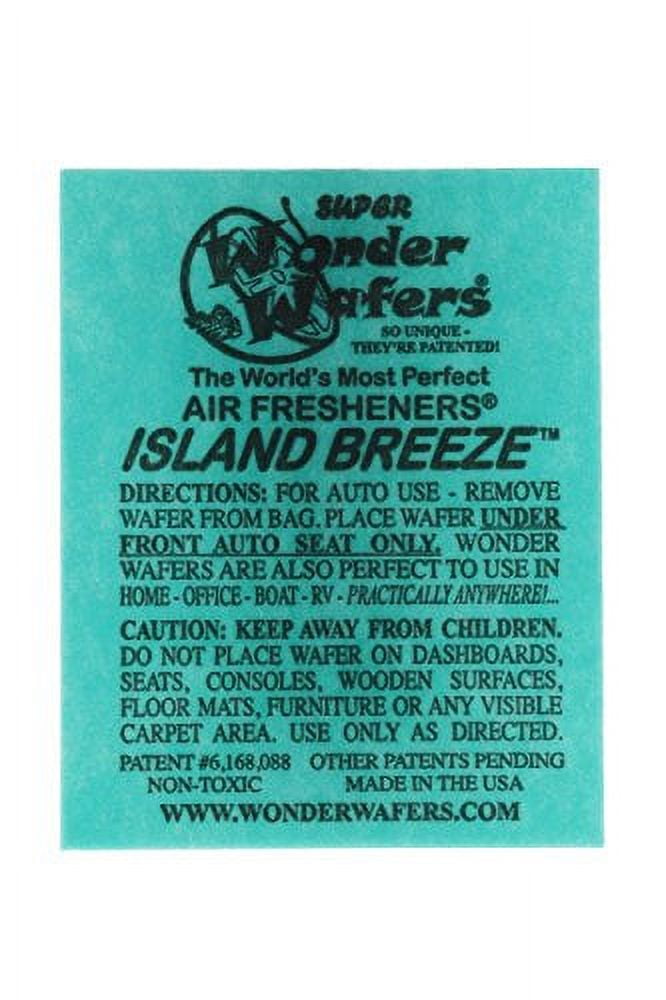 SUPER
Wonder
Wafers®
SO UNIQUE -
THEY'RE PATENTED!
The World's Most Perfect
AIR FRESHENERS®
ISLAND BREEZE™
DIRECTIONS: FOR AUTO USE - REMOVE
WAFER FROM BAG. PLACE WAFER UNDER
FRONT AUTO SEAT ONLY. WONDER
WAFERS ARE ALSO PERFECT TO USE IN
HOME - OFFICE - BOAT - RV - PRACTICALLY ANYWHERE!...
CAUTION: KEEP AWAY FROM CHILDREN.
DO NOT PLACE WAFER ON DASHBOARDS,
SEATS, CONSOLES, WOODEN SURFACES,
FLOOR MATS, FURNITURE OR ANY VISIBLE
CARPET AREA. USE ONLY AS DIRECTED.
PATENT #6,168,088 OTHER PATENTS PENDING
NON-TOXIC MADE IN THE USA
WWW.WONDERWAFERS.COM